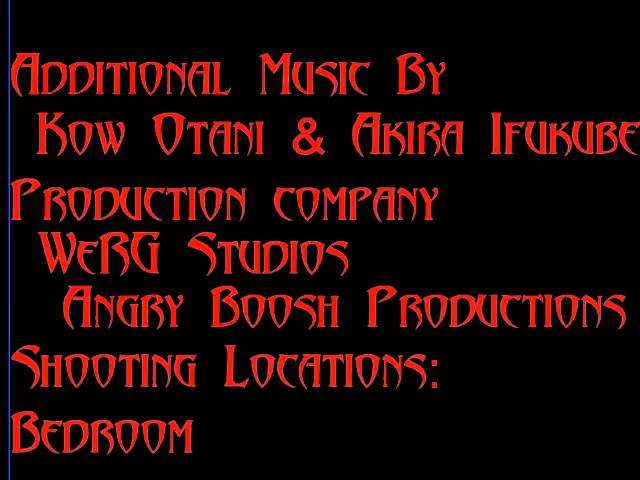 Additional Music By
Kow Otani & Akira Ifukube
Production company
WeRG Studios
Angry Boosh Productions
Shooting Locations:
Bedroom